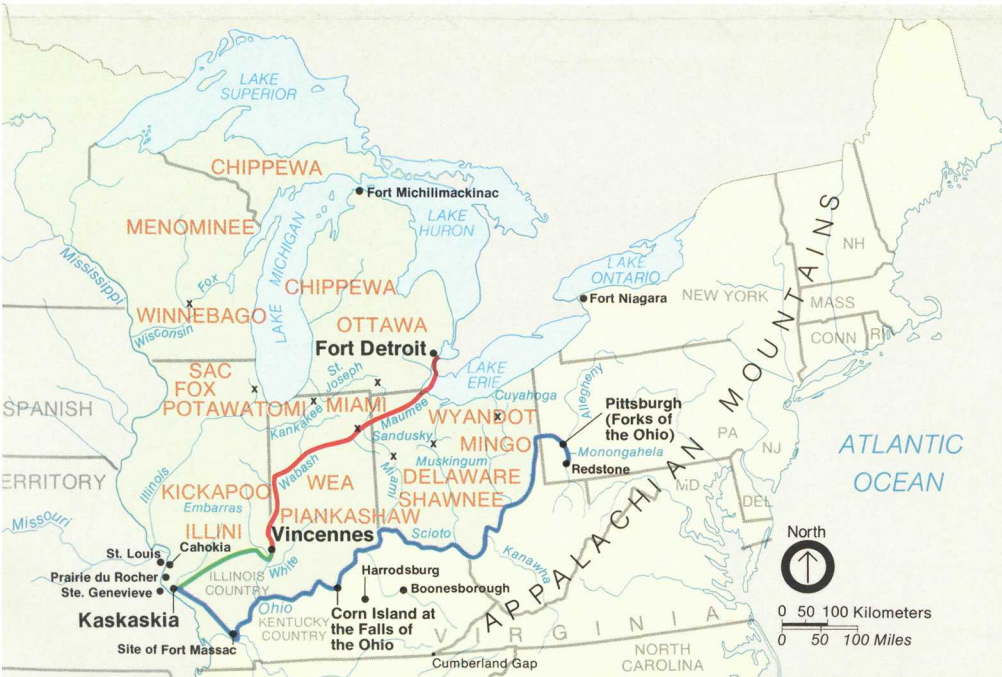 LAKE
SUPERIOR
CHIPPEWA
Fort Michilimackinac
MENOMINEE
LAKE MICHIGAN
LAKE
HURON
Mississippi
Fox
WINNEBAGO
Wisconsin
CHIPPEWA
OTTAWA
Fort Detroit
LAKE
ONTARIO
Fort Niagara
NEW YORK
NH
MASS
CONN
RI
APPALACHIAN MOUNTAINS
SAC
FOX
POTAWATOMI
St.
Joseph
LAKE
ERIE
Cuyahoga
Kankakee
MIAMI
Maumee
WYANDOT
Sandusky
MINGO
Muskingum
Allegheny
Pittsburgh
(Forks of
the Ohio)
Monongahela
Redstone
PA
NJ
MD
DEL
ATLANTIC
OCEAN
SPANISH
ERRITORY
Illinois
KICKAPOO
Embarras
ILLINI
Wabash
WEA
Miami
DELAWARE
SHAWNEE
PIANKASHAW
Vincennes
Scioto
Kanawha
Missouri
St. Louis
Cahokia
Prairie du Rocher
Ste. Genevieve
Kaskaskia
ILLINOIS
COUNTRY
White
Ohio
KENTUCKY
COUNTRY
Site of Fort Massac
Harrodsburg
Boonesborough
Corn Island at
the Falls of
the Ohio
VIRGINIA
Cumberland Gap
NORTH
CAROLINA
North
0 50 100 Kilometers
0 50 100 Miles